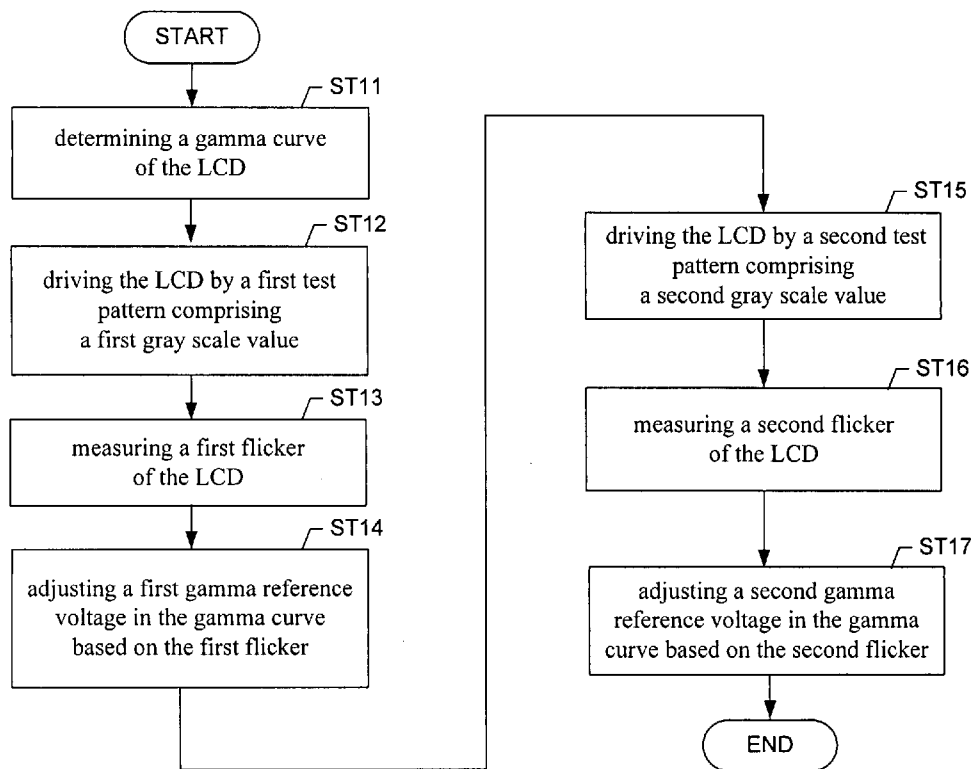 START
ST11
determining a gamma curve
of the LCD
ST12
driving the LCD by a first test
pattern comprising
a first gray scale value
ST13
measuring a first flicker
of the LCD
ST14
adjusting a first gamma reference
voltage in the gamma curve
based on the first flicker
ST15
driving the LCD by a second test
pattern comprising
a second gray scale value
ST16
measuring a second flicker
of the LCD
ST17
adjusting a second gamma
reference voltage in the gamma
curve based on the second flicker
END